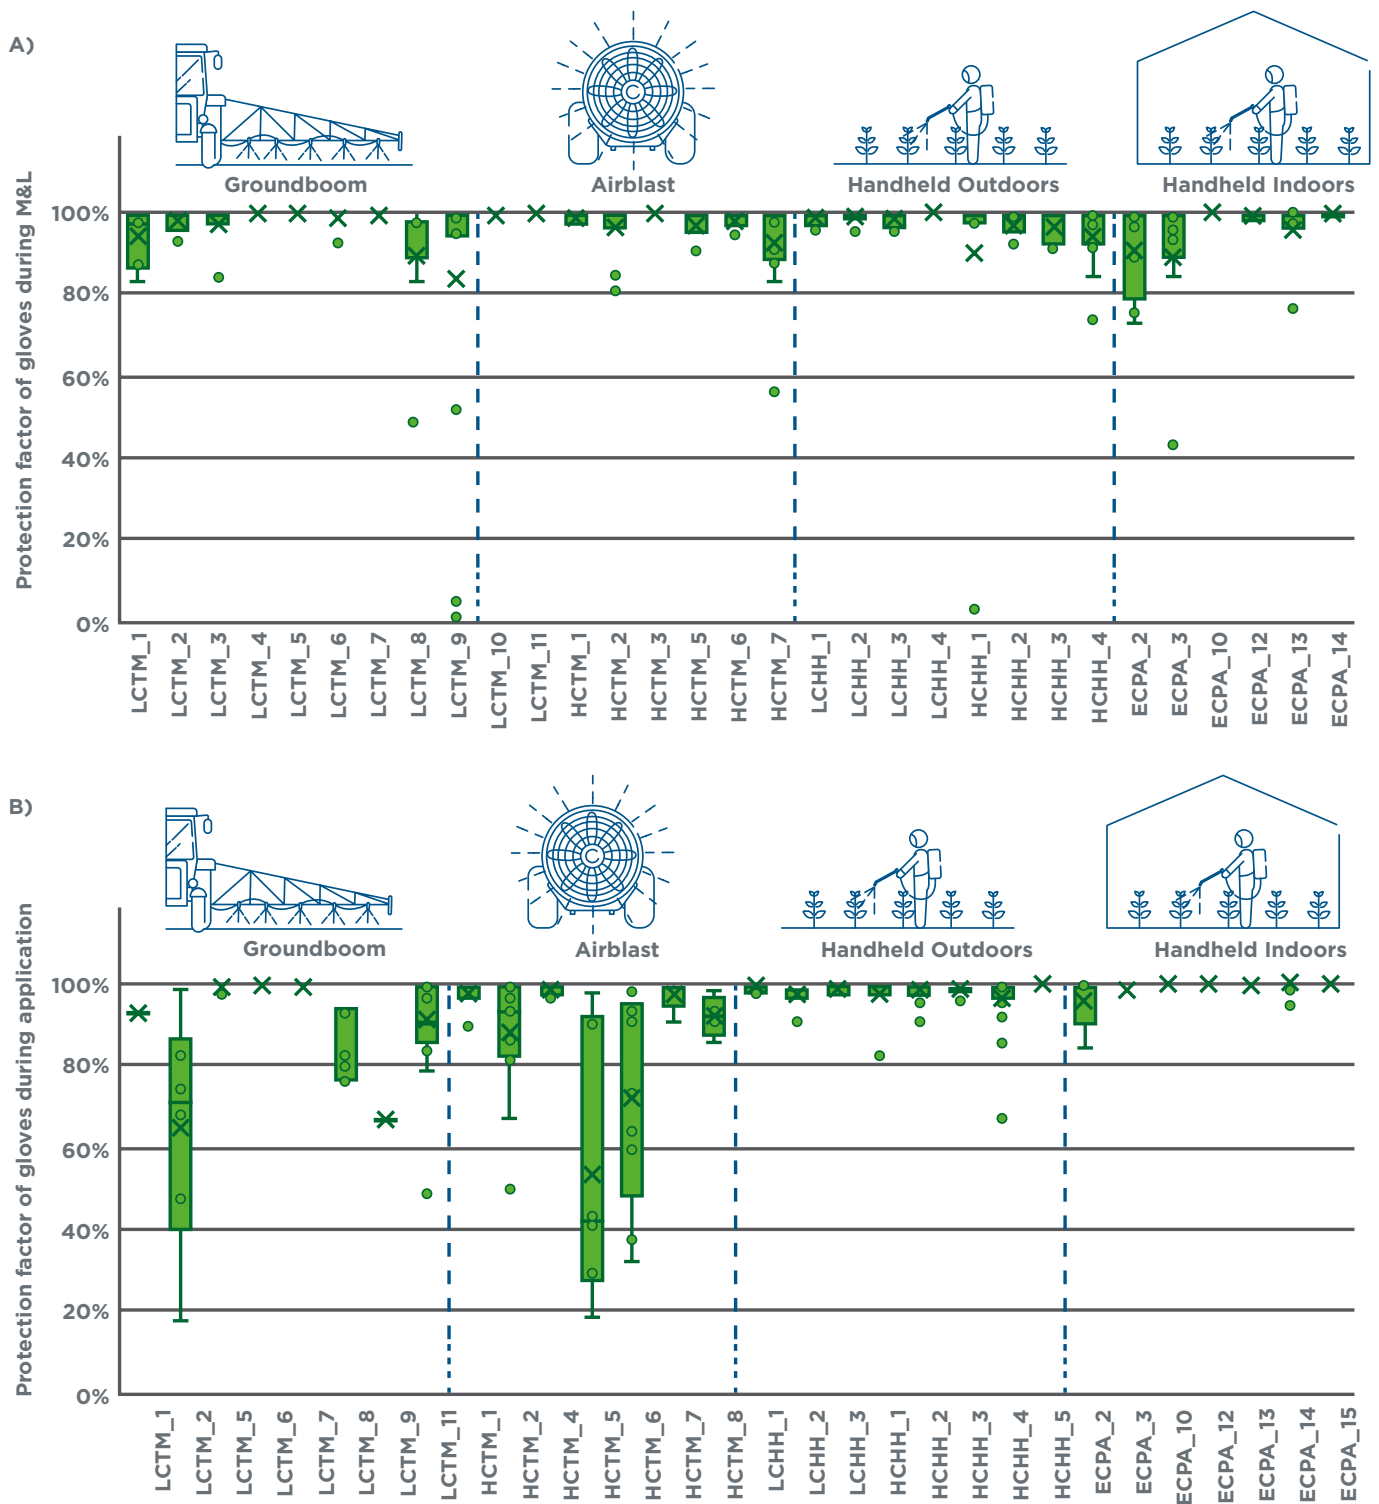 A)
Groundboom
Airblast
Handheld Outdoors
Handheld Indoors
Protection factor of gloves during M&L
100%
80%
60%
40%
20%
0%
LCTM_1
LCTM_2
LCTM_3
LCTM_4
LCTM_5
LCTM_6
LCTM_7
LCTM_8
LCTM_9
LCTM_10
LCTM_11
HCTM_1
HCTM_2
HCTM_3
HCTM_5
HCTM_6
HCTM_7
LCHH_1
LCHH_2
LCHH_3
LCHH_4
HCHH_1
HCHH_2
HCHH_3
HCHH_4
ECPA_2
ECPA_3
ECPA_10
ECPA_12
ECPA_13
ECPA_14
B)
Groundboom
Airblast
Handheld Outdoors
Handheld Indoors
Protection factor of gloves during application
100%
80%
60%
40%
20%
0%
LCTM_1
LCTM_2
LCTM_5
LCTM_6
LCTM_7
LCTM_8
LCTM_9
LCTM_11
HCTM_1
HCTM_2
HCTM_4
HCTM_5
HCTM_6
HCTM_7
HCTM_8
LCHH_1
LCHH_2
LCHH_3
HCHH_1
HCHH_2
HCHH_3
HCHH_4
HCHH_5
ECPA_2
ECPA_3
ECPA_10
ECPA_12
ECPA_13
ECPA_14
ECPA_15